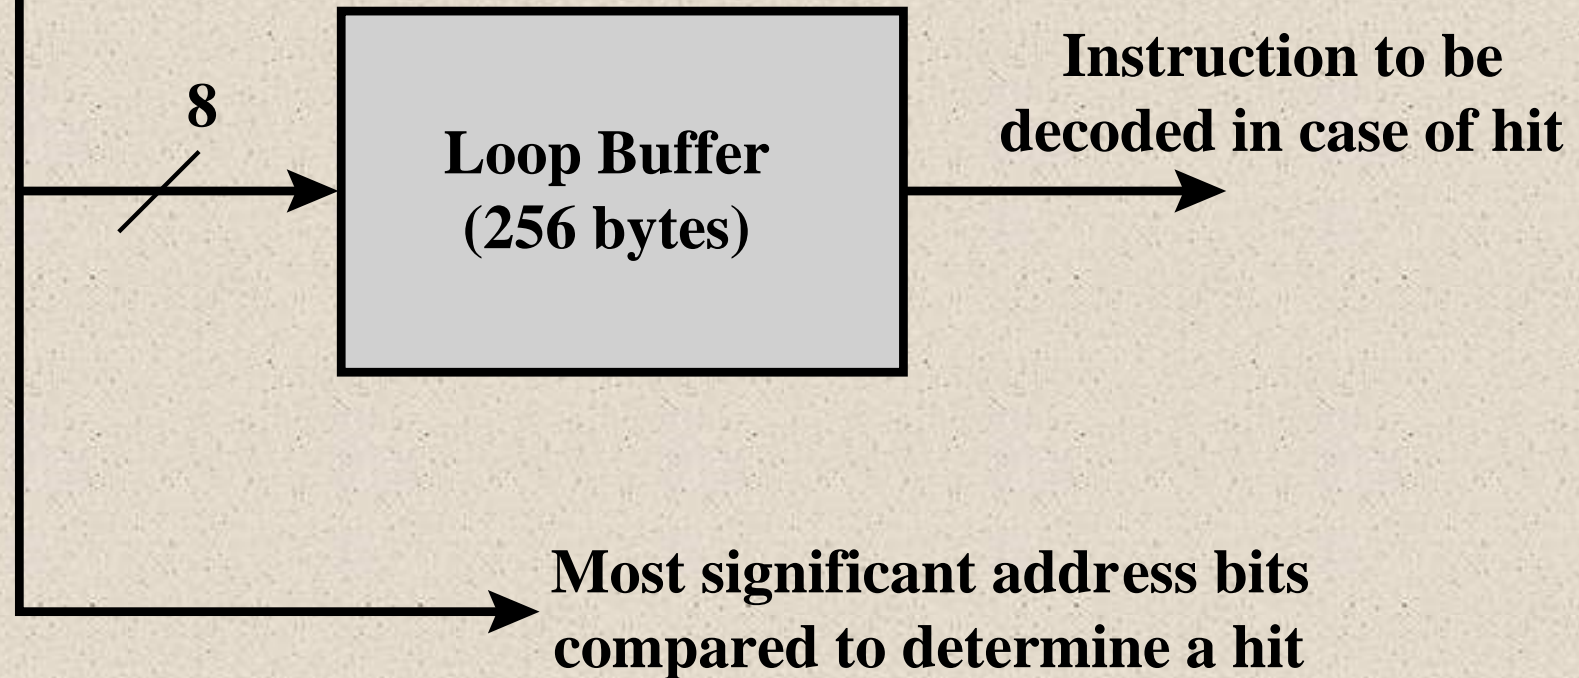 8
Loop Buffer
(256 bytes)
Instruction to be
decoded in case of hit
Most significant address bits
compared to determine a hit